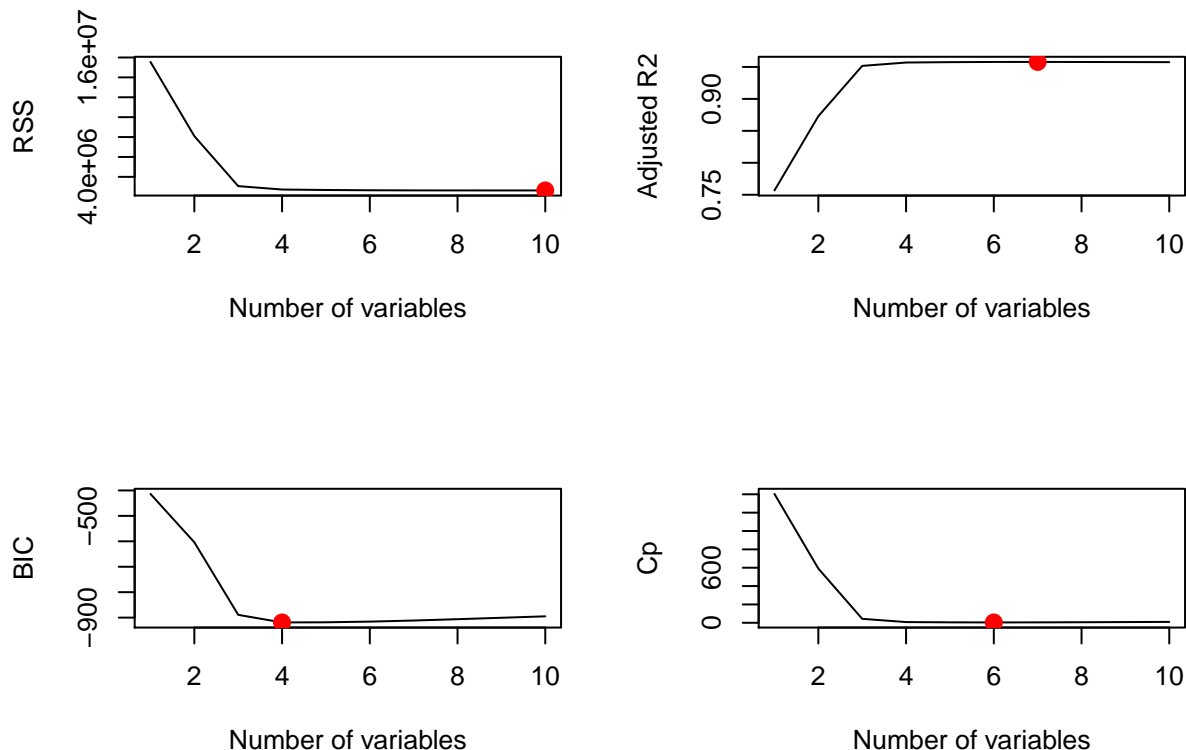 RSS
4.0e+06 1.6e+07
2 4 6 8 10
Number of variables
Adjusted R2
0.75 0.90
2 4 6 8 10
Number of variables
BIC
−900 −500
2 4 6 8 10
Number of variables
Cp
0 600
2 4 6 8 10
Number of variables